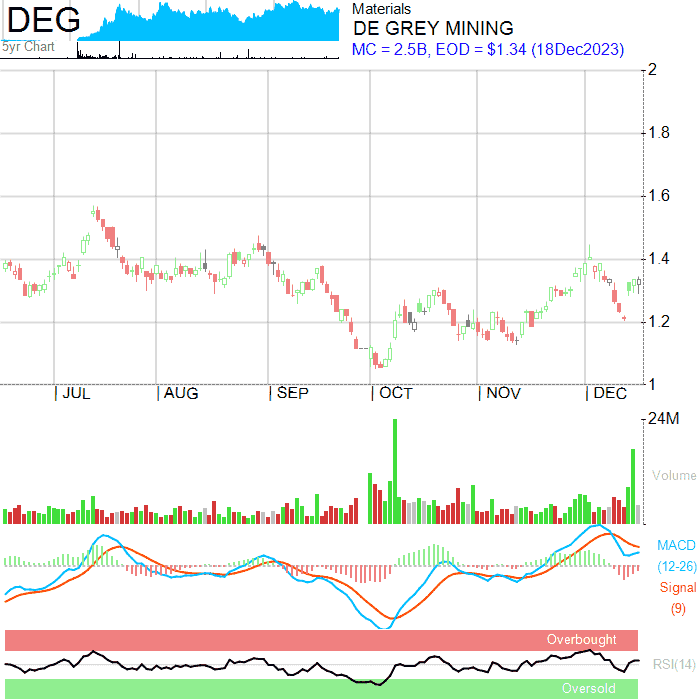 DEG
5yr Chart
Materials
DE GREY MINING
MC = 2.5B, EOD = $1.34 (18Dec2023)
2
1.8
1.6
1.4
1.2
1
JUL AUG SEP OCT NOV DEC
24M
Volume
MACD
(12-26)
Signal
(9)
Overbought
RSI(14)
Oversold